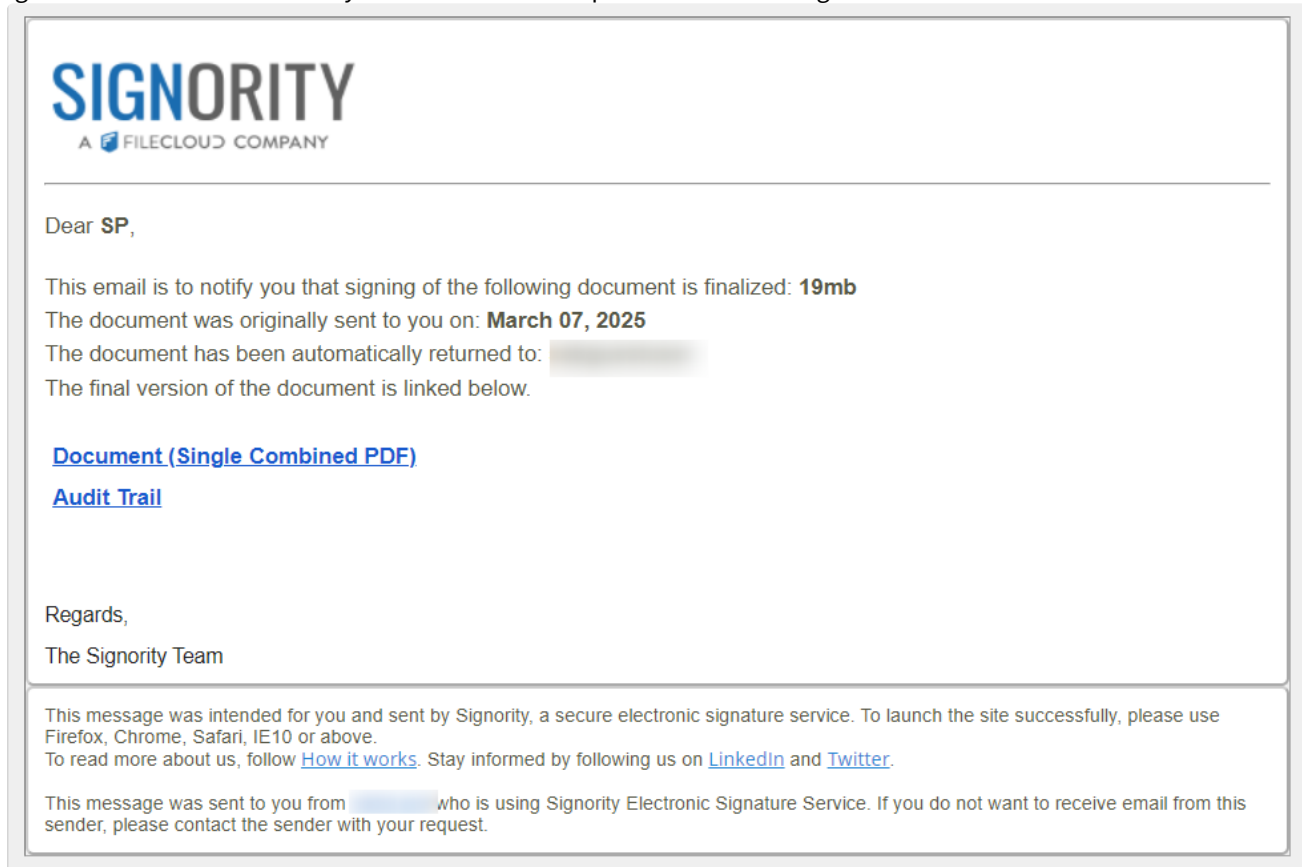 SIGNORITY
A FILECLOUD COMPANY
Dear SP,
This email is to notify you that signing of the following document is finalized: 19mb
The document was originally sent to you on: March 07, 2025
The document has been automatically returned to:
The final version of the document is linked below.
Document (Single Combined PDF)
Audit Trail
Regards,
The Signority Team
This message was intended for you and sent by Signority, a secure electronic signature service. To launch the site successfully, please use
Firefox, Chrome, Safari, IE10 or above.
To read more about us, follow How it works. Stay informed by following us on LinkedIn and Twitter.
This message was sent to you from who is using Signority Electronic Signature Service. If you do not want to receive email from this
sender, please contact the sender with your request.